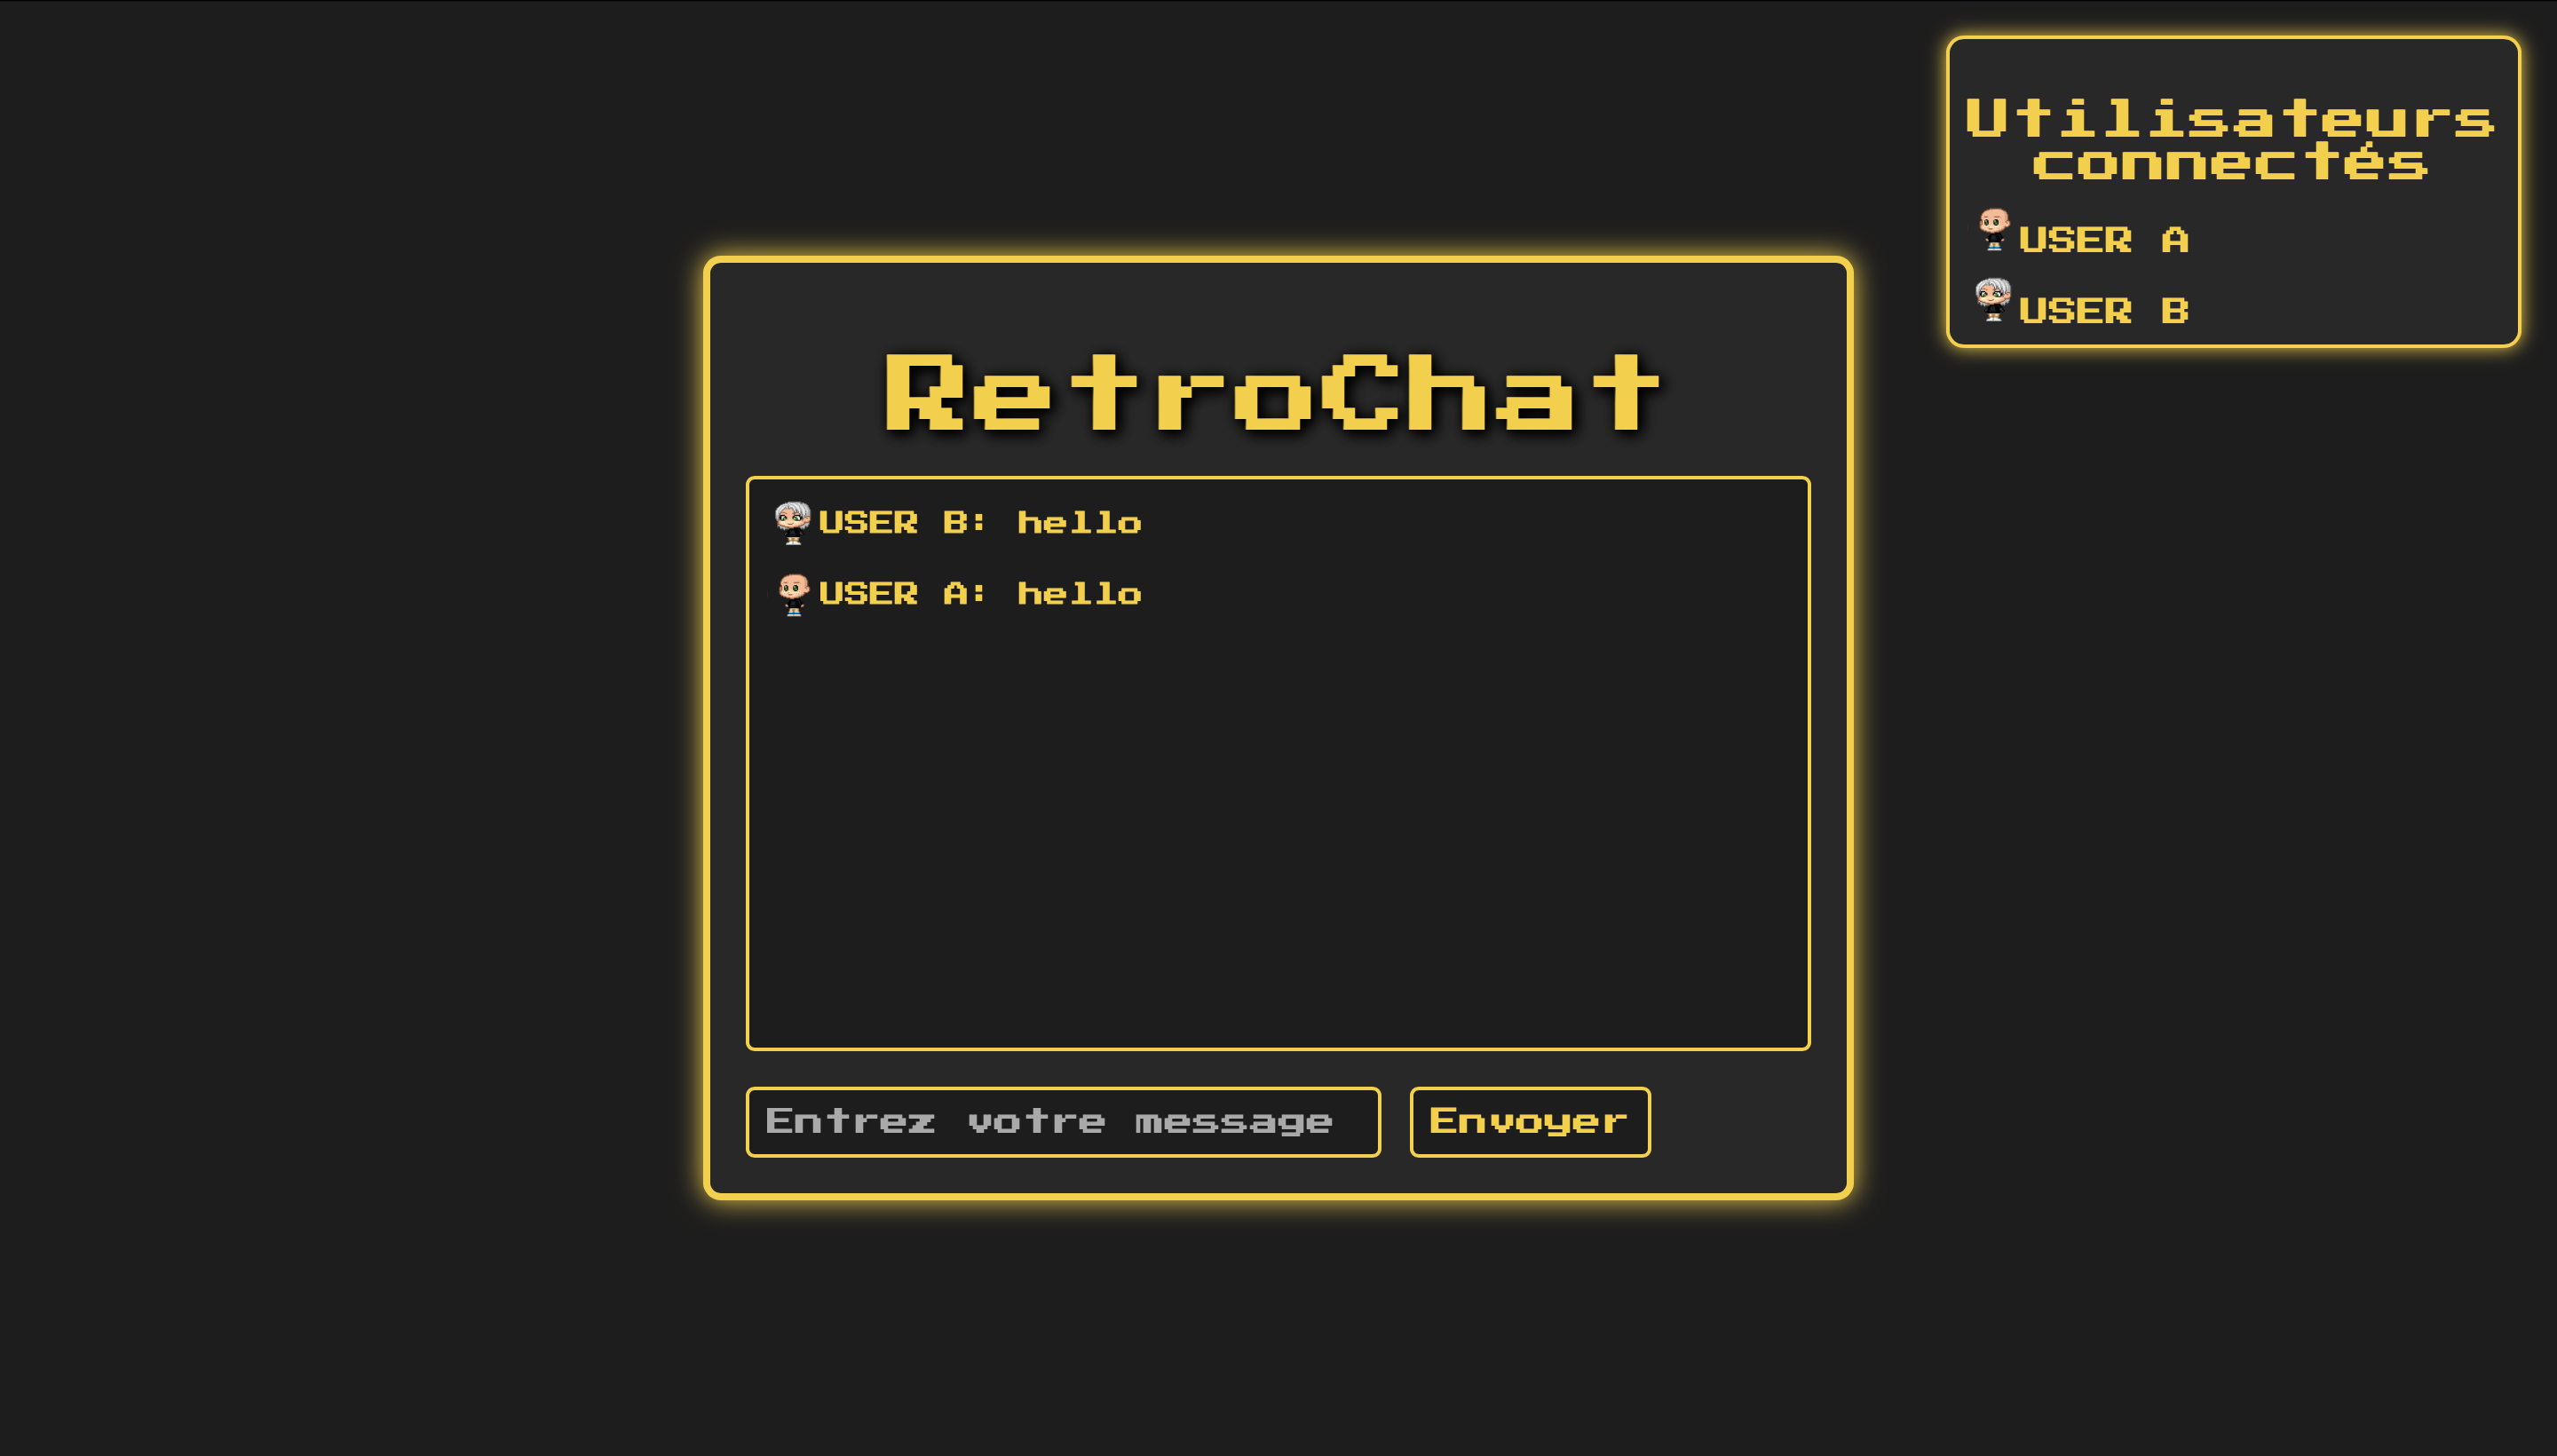 Utilisateurs
connectés
USER A
USER B
RetroChat
USER B: hello
USER A: hello
Entrez votre message
Envoyer